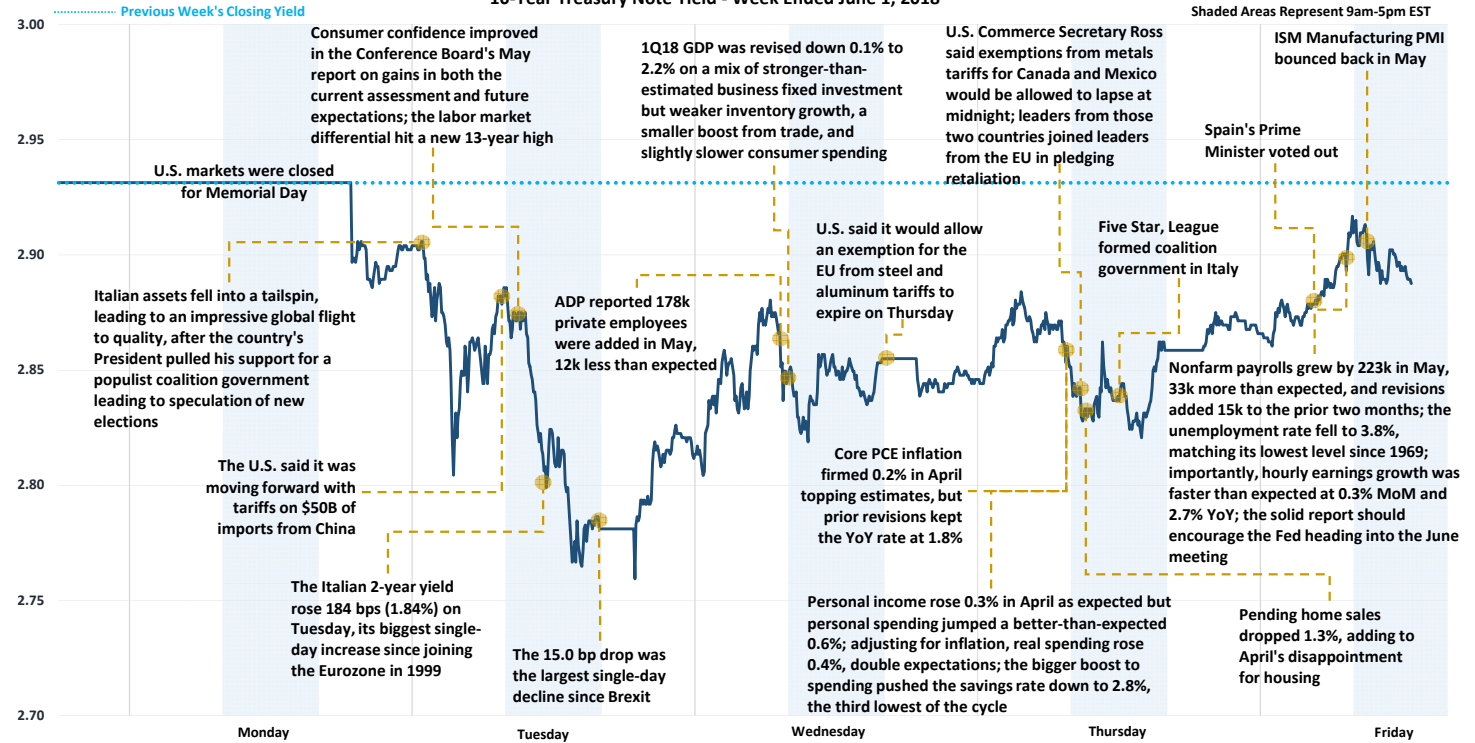 10-Year Treasury Note Yield - Week Ended June 1, 2018
Previous Week's Closing Yield
Shaded Areas Represent 9am-5pm EST
3.00
2.95
2.90
2.85
2.80
2.75
2.70
U.S. markets were closed
for Memorial Day
Consumer confidence improved
in the Conference Board's May
report on gains in both the
current assessment and future
expectations; the labor market
differential hit a new 13-year high
1Q18 GDP was revised down 0.1% to
2.2% on a mix of stronger-than-
estimated business fixed investment
but weaker inventory growth, a
smaller boost from trade, and
slightly slower consumer spending
U.S. Commerce Secretary Ross
said exemptions from metals
tariffs for Canada and Mexico
would be allowed to lapse at
midnight; leaders from those
two countries joined leaders
from the EU in pledging
retaliation
ISM Manufacturing PMI
bounced back in May
Spain's Prime
Minister voted out
Italian assets fell into a tailspin,
leading to an impressive global flight
to quality, after the country's
President pulled his support for a
populist coalition government
leading to speculation of new
elections
ADP reported 178k
private employees
were added in May,
12k less than expected
U.S. said it would allow
an exemption for the
EU from steel and
aluminum tariffs to
expire on Thursday
Five Star, League
formed coalition
government in Italy
The U.S. said it was
moving forward with
tariffs on $50B of
imports from China
Core PCE inflation
firmed 0.2% in April
topping estimates, but
prior revisions kept
the YoY rate at 1.8%
Nonfarm payrolls grew by 223k in May,
33k more than expected, and revisions
added 15k to the prior two months; the
unemployment rate fell to 3.8%,
matching its lowest level since 1969;
importantly, hourly earnings growth was
faster than expected at 0.3% MoM and
2.7% YoY; the solid report should
encourage the Fed heading into the June
meeting
The Italian 2-year yield
rose 184 bps (1.84%) on
Tuesday, its biggest single-
day increase since joining
the Eurozone in 1999
The 15.0 bp drop was
the largest single-day
decline since Brexit
Personal income rose 0.3% in April as expected but
personal spending jumped a better-than-expected
0.6%; adjusting for inflation, real spending rose
0.4%, double expectations; the bigger boost to
spending pushed the savings rate down to 2.8%,
the third lowest of the cycle
Pending home sales
dropped 1.3%, adding to
April's disappointment
for housing
Monday
Tuesday
Wednesday
Thursday
Friday